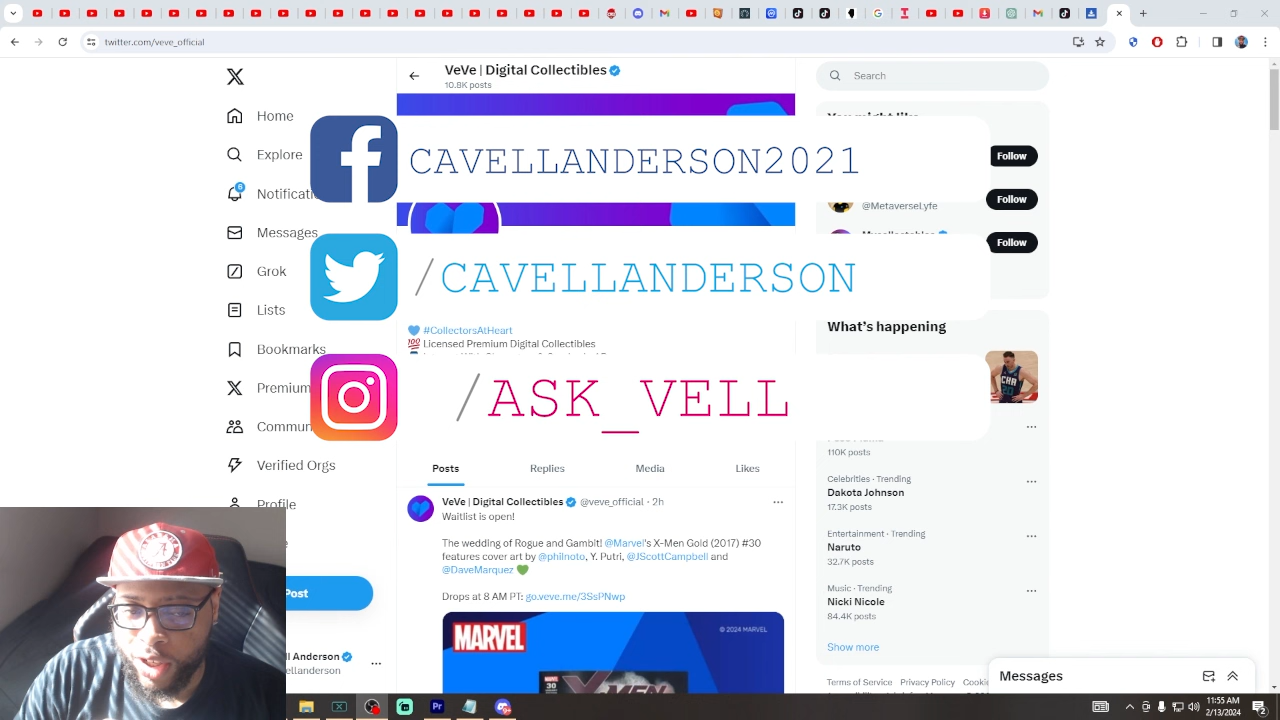 twitter.com/veve_official
VeVe | Digital Collectibles
10.8K posts
Search
Home
Explore
Messages
Grok
Lists
Bookmarks
Premium
Verified Orgs
Profile
6
CAVELLANDERSON2021
/CAVELLANDERSON
/ASK_VELL
Follow
@MetaverseLyfe
Follow
Follow
#CollectorsAtHeart
100 Licensed Premium Digital Collectibles
What's happening
110K posts
Celebrities · Trending
Dakota Johnson
17.3K posts
Entertainment · Trending
Naruto
32.7K posts
Music · Trending
Nicki Nicole
84.4K posts
Show more
Terms of Service Privacy Policy
Posts Replies Media Likes
VeVe | Digital Collectibles @veve_official · 2h
Waitlist is open!
The wedding of Rogue and Gambit! @Marvel's X-Men Gold (2017) #30
features cover art by @philnoto, Y. Putri, @JScottCampbell and
@DaveMarquez
Drops at 8 AM PT: go.veve.me/3SsPNwp
MARVEL
© 2024 MARVEL
30
X-MEN
Post
Messages
11:55 AM
2/13/2024
2